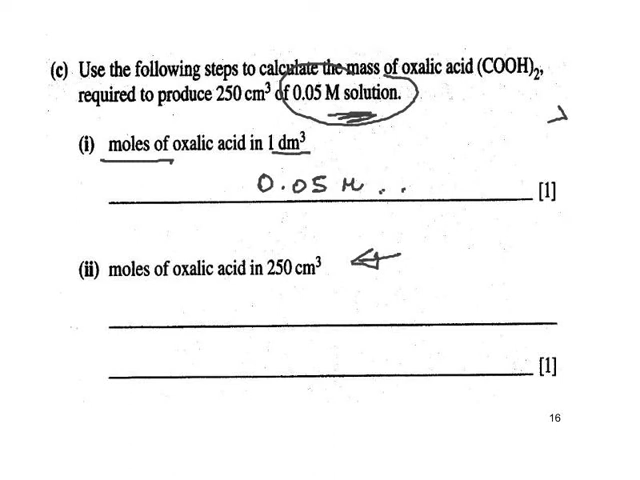 (c) Use the following steps to calculate the mass of oxalic acid (COOH)₂,
required to produce 250 cm³ of 0.05 M solution.
(i) moles of oxalic acid in 1 dm³
0.05 M . .
[1]
(ii) moles of oxalic acid in 250 cm³
[1]
16